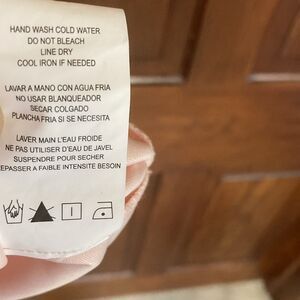 HAND WASH COLD WATER
DO NOT BLEACH
LINE DRY
COOL IRON IF NEEDED
LAVAR A MANO CON AGUA FRIA
NO USAR BLANQUEADOR
SECAR COLGADO
PLANCHA FRIA SI SE NECESITA
LAVER MAIN L'EAU FROIDE
NE PAS UTILISER D'EAU DE JAVEL
SUSPENDRE POUR SECHER
REPASSER A FAIBLE INTENSITE BESOIN